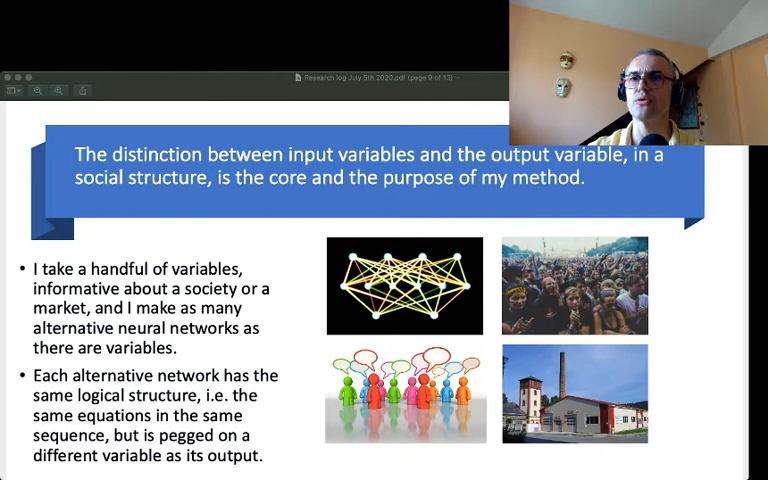 Research log July 5th 2020.pdf (page 9 of 13)
The distinction between input variables and the output variable, in a
social structure, is the core and the purpose of my method.
• I take a handful of variables,
informative about a society or a
market, and I make as many
alternative neural networks as
there are variables.
• Each alternative network has the
same logical structure, i.e. the
same equations in the same
sequence, but is pegged on a
different variable as its output.